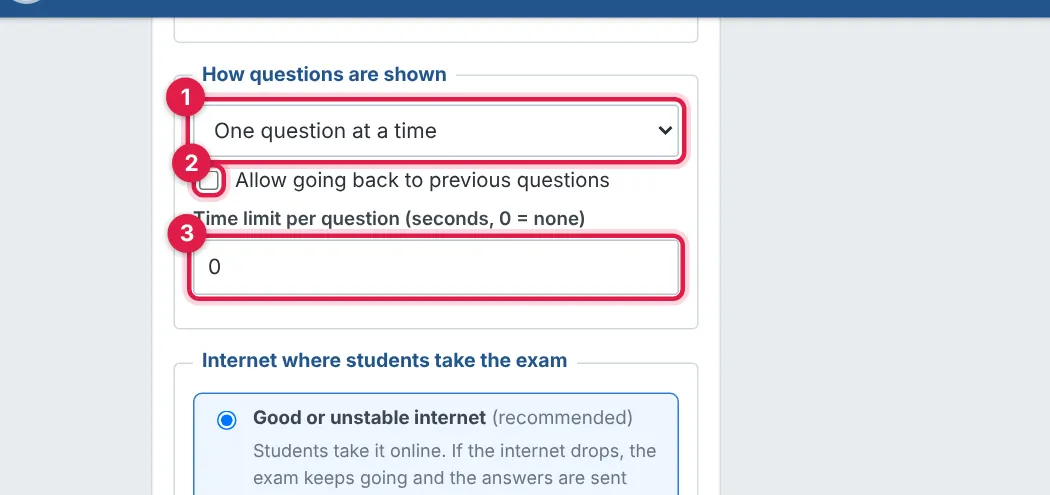 How questions are shown
1
One question at a time
2
Allow going back to previous questions
Time limit per question (seconds, 0 = none)
3
0
Internet where students take the exam
Good or unstable internet (recommended)
Students take it online. If the internet drops, the
exam keeps going and the answers are sent